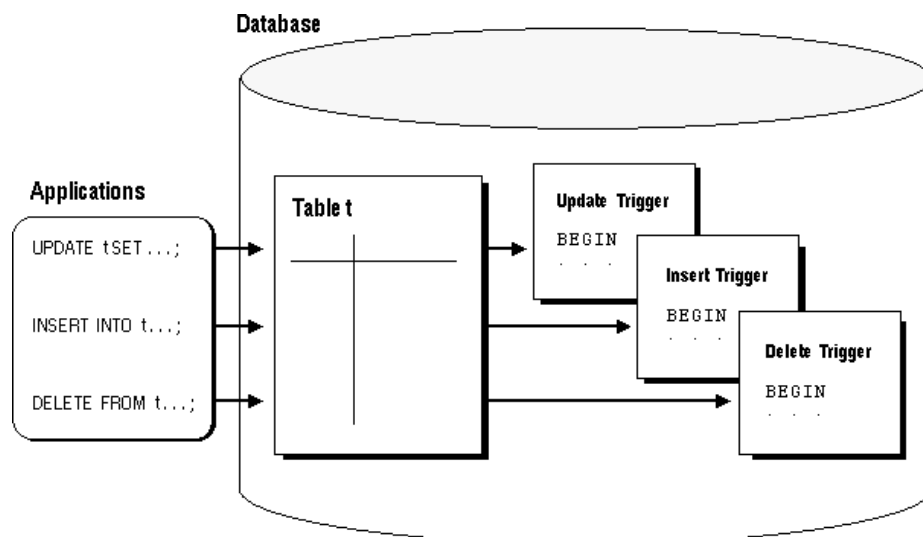 Database
Applications
UPDATE tSET...;
INSERT INTO t...;
DELETE FROM t...;
Table t
Update Trigger
BEGIN
. . .
Insert Trigger
BEGIN
. . .
Delete Trigger
BEGIN
. . .